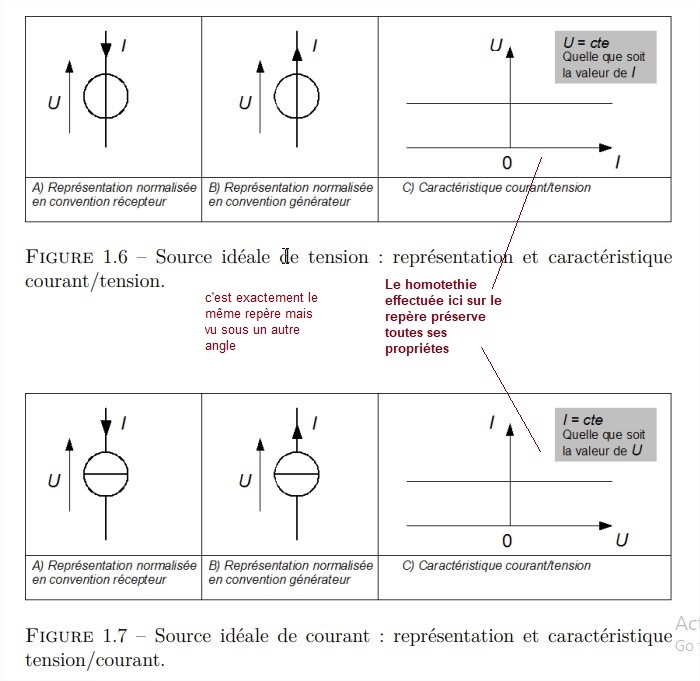 I
U
I
U
U
0
I
U = cte
Quelle que soit
la valeur de I
A) Représentation normalisée
en convention récepteur
B) Représentation normalisée
en convention générateur
C) Caractéristique courant/tension
FIGURE 1.6 – Source idéale de tension : représentation et caractéristique
courant/tension.
c'est exactement le
même repère mais
vu sous un autre
angle
Le homotethie
effectuée ici sur le
repère préserve
toutes ses
propriétes
I
U
I
U
I
0
U
I = cte
Quelle que soit
la valeur de U
A) Représentation normalisée
en convention récepteur
B) Représentation normalisée
en convention générateur
C) Caractéristique courant/tension
FIGURE 1.7 – Source idéale de courant : représentation et caractéristique
tension/courant.
Act
Go